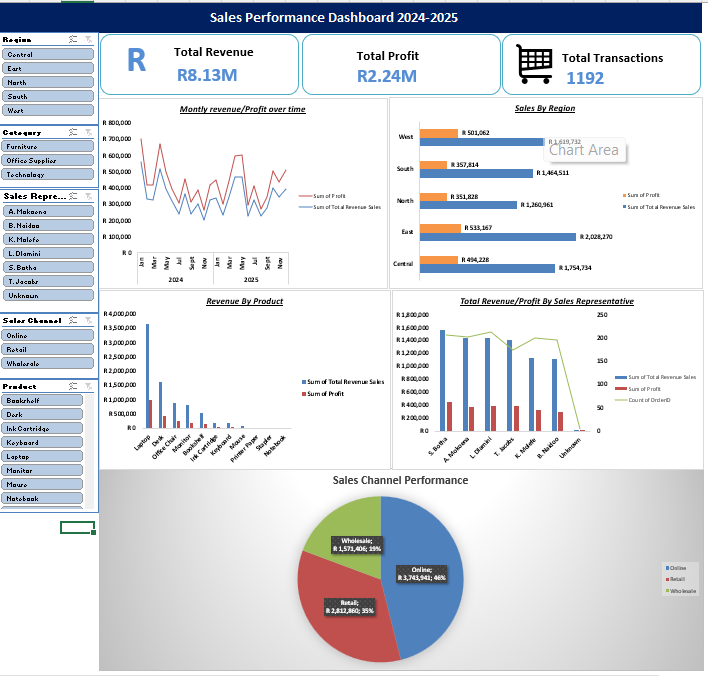 Sales Performance Dashboard 2024-2025
Region
Central
East
North
South
West
Category
Furniture
Office Supplies
Technology
Sales Repre...
A. Mokoena
B. Naidoo
K. Molefe
L. Dlamini
S. Botha
T. Jacobs
Unknown
Sales Channel
Online
Retail
Wholesale
Product
Bookshelf
Desk
Ink Cartridge
Keyboard
Laptop
Monitor
Mouse
Notebook
R
Total Revenue
R8.13M
Total Profit
R2.24M
Total Transactions
1192
Montly revenue/Profit over time
R 800,000
R 700,000
R 600,000
R 500,000
R 400,000
R 300,000
R 200,000
R 100,000
R 0
Jan
Mar
May
Jul
Sept
Nov
Jan
Mar
May
Jul
Sept
Nov
2024
2025
Sum of Profit
Sum of Total Revenue Sales
Sales By Region
West
R 501,062
R 1,619,732
Chart Area
South
R 357,814
R 1,464,511
North
R 351,828
R 1,260,961
East
R 533,167
R 2,028,270
Central
R 494,228
R 1,754,734
Sum of Profit
Sum of Total Revenue Sales
Revenue By Product
R 4,000,000
R 3,500,000
R 3,000,000
R 2,500,000
R 2,000,000
R 1,500,000
R 1,000,000
R 500,000
R 0
Laptop
Desk
Office Chair
Monitor
Bookshelf
Ink Cartridge
Keyboard
Mouse
Printer Paper
Stapler
Notebook
Sum of Total Revenue Sales
Sum of Profit
Total Revenue/Profit By Sales Representative
R 1,800,000
R 1,600,000
R 1,400,000
R 1,200,000
R 1,000,000
R 800,000
R 600,000
R 400,000
R 200,000
R 0
250
200
150
100
50
0
S. Botha
A. Mokoena
L. Dlamini
T. Jacobs
K. Molefe
B. Naidoo
Unknown
Sum of Total Revenue Sales
Sum of Profit
Count of OrderID
Sales Channel Performance
Wholesale;
R 1,571,406; 19%
Online;
R 3,743,941; 46%
Retail;
R 2,812,860; 35%
Online
Retail
Wholesale